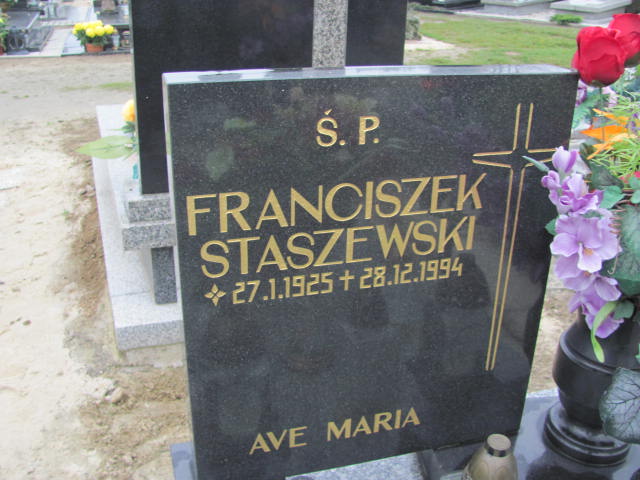 Ś. P.
FRANCISZEK
STASZEWSKI
27.1.1925 + 28.12.1994
AVE MARIA